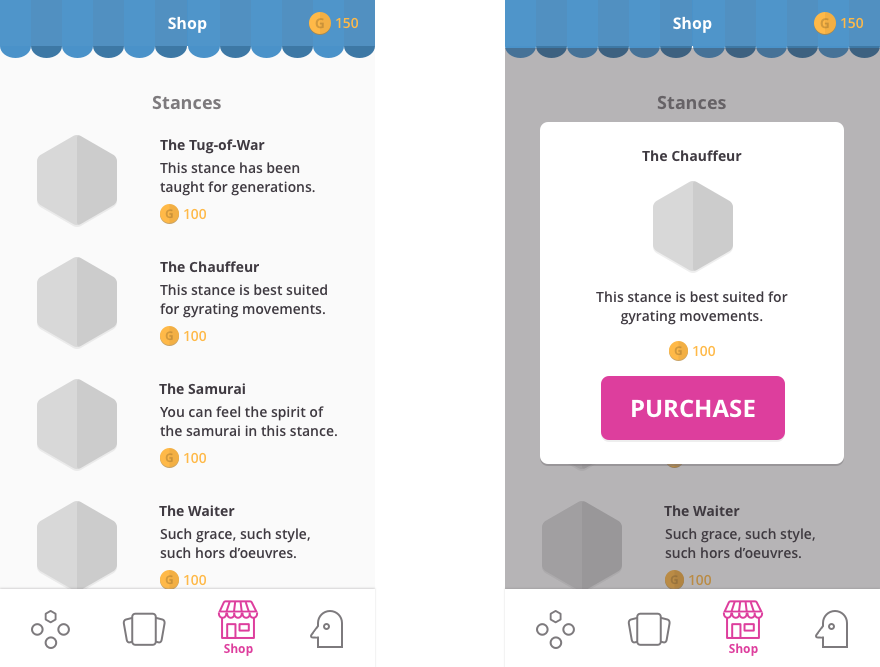 Shop
G 150
Stances
The Tug-of-War
This stance has been
taught for generations.
G 100
The Chauffeur
This stance is best suited
for gyrating movements.
G 100
The Samurai
You can feel the spirit of
the samurai in this stance.
G 100
The Waiter
Such grace, such style,
such hors d’oeuvres.
G 100
Shop
Shop
G 150
Stances
The Chauffeur
This stance is best suited for
gyrating movements.
G 100
PURCHASE
The Waiter
Such grace, such style,
such hors d’oeuvres.
G 100
Shop